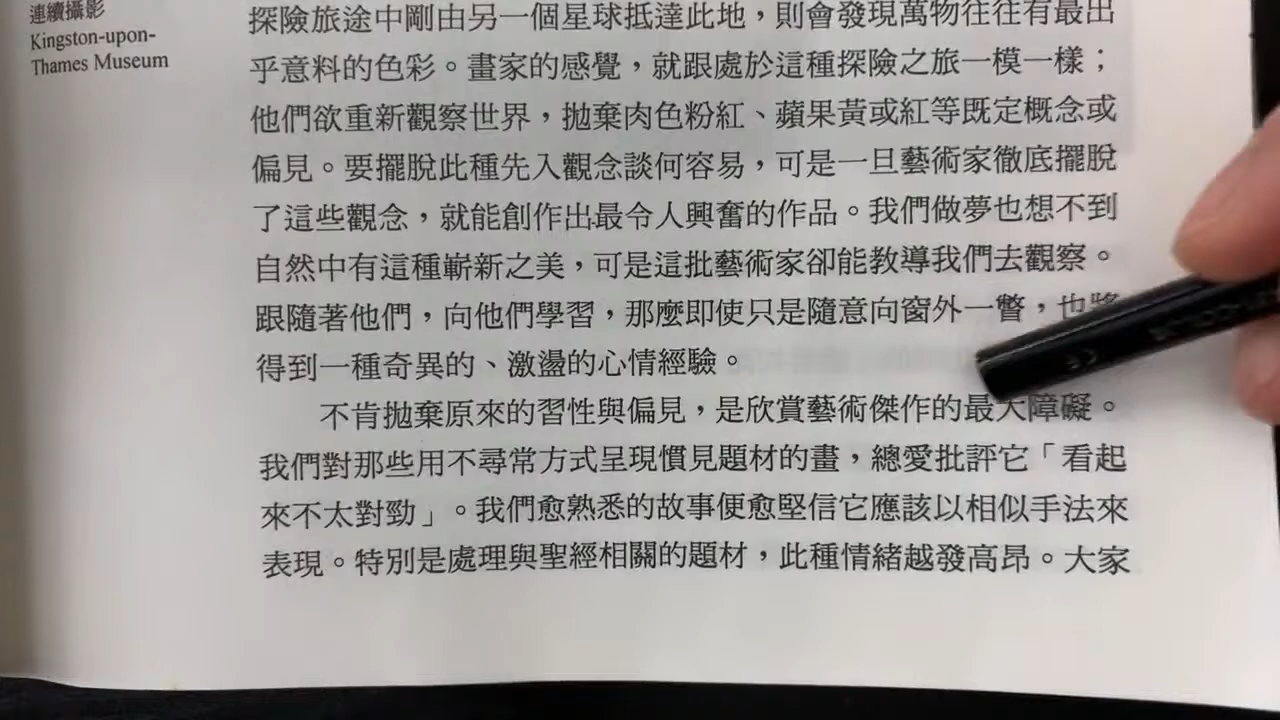 連續攝影
Kingston-upon-
Thames Museum
探險旅途中剛由另一個星球抵達此地，則會發現萬物往往有最出
乎意料的色彩。畫家的感覺，就跟處於這種探險之旅一模一樣；
他們欲重新觀察世界，拋棄肉色粉紅、蘋果黃或紅等既定概念或
偏見。要擺脫此種先入觀念談何容易，可是一旦藝術家徹底擺脫
了這些觀念，就能創作出最令人興奮的作品。我們做夢也想不到
自然中有這種嶄新之美，可是這批藝術家卻能教導我們去觀察。
跟隨著他們，向他們學習，那麼即使只是隨意向窗外一瞥，也將
得到一種奇異的、激盪的心情經驗。
不肯拋棄原來的習性與偏見，是欣賞藝術傑作的最大障礙。
我們對那些用不尋常方式呈現慣見題材的畫，總愛批評它「看起
來不太對勁」。我們愈熟悉的故事便愈堅信它應該以相似手法來
表現。特別是處理與聖經相關的題材，此種情緒越發高昂。大家